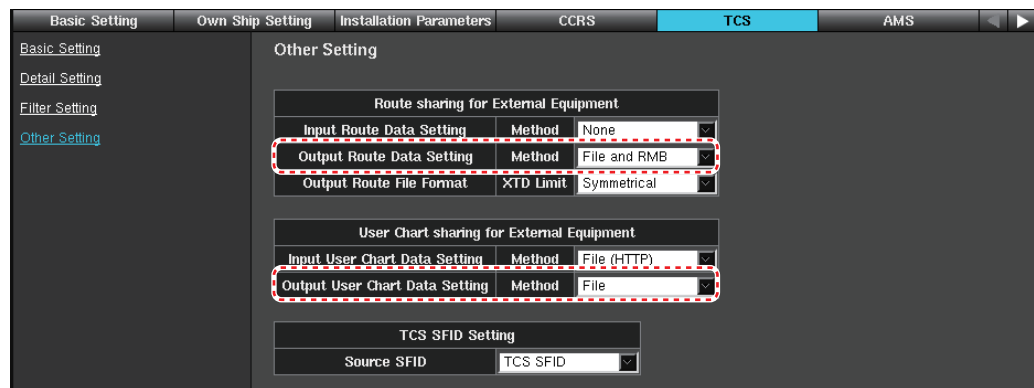 Basic Setting Own Ship Setting Installation Parameters CCRS TCS AMS
Basic Setting
Detail Setting
Filter Setting
Other Setting
Other Setting
Route sharing for External Equipment
Input Route Data Setting Method None
Output Route Data Setting Method File and RMB
Output Route File Format XTD Limit Symmetrical
User Chart sharing for External Equipment
Input User Chart Data Setting Method File (HTTP)
Output User Chart Data Setting Method File
TCS SFID Setting
Source SFID TCS SFID